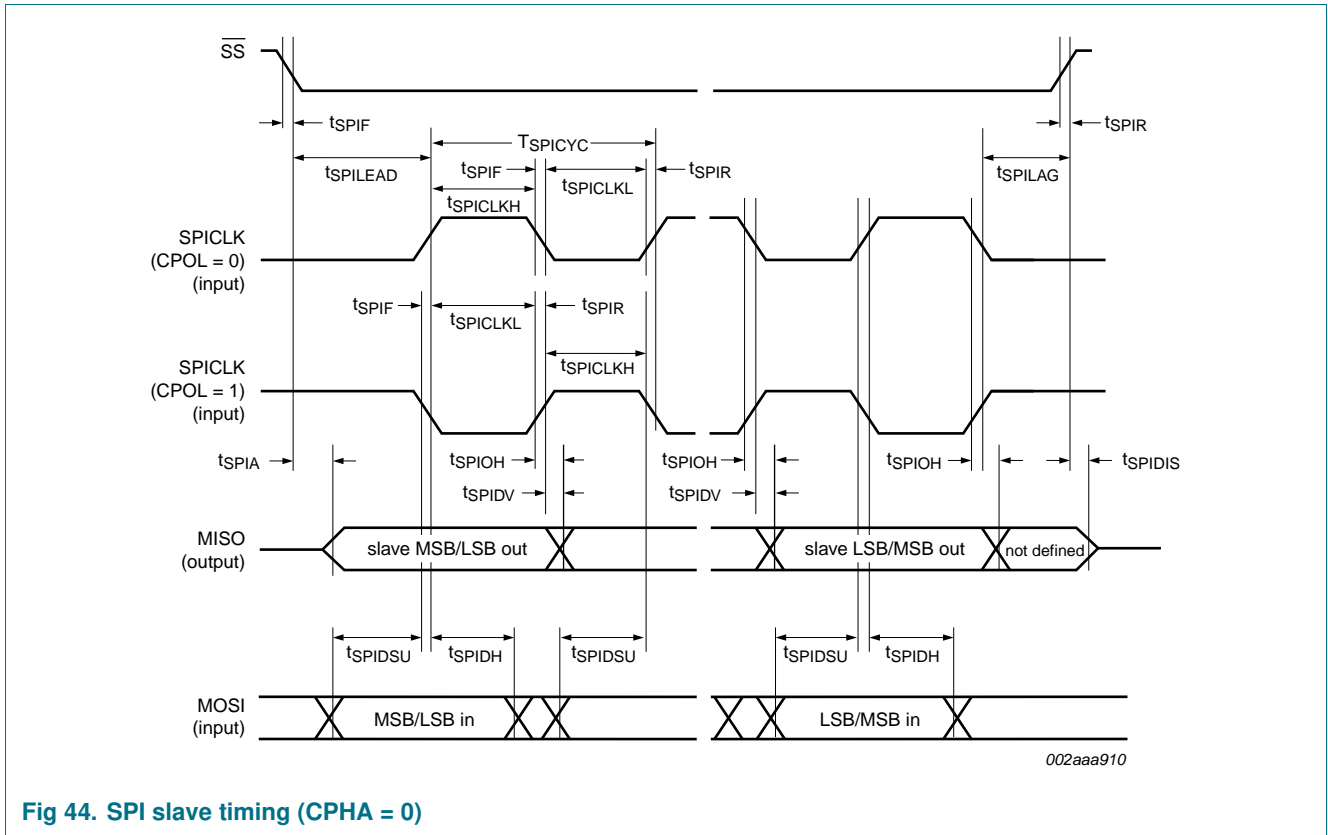 SS
tSPIF
tSPIR
TSPICYC
tSPILEAD
tSPIF
tSPICLKL
tSPIR
tSPILAG
tSPICLKH
SPICLK
(CPOL = 0)
(input)
tSPIF
tSPICLKL
tSPIR
tSPICLKH
SPICLK
(CPOL = 1)
(input)
tSPIA
tSPIOH
tSPIOH
tSPIOH
tSPIDIS
tSPIDV
tSPIDV
MISO
(output)
slave MSB/LSB out
slave LSB/MSB out
not defined
tSPIDSU
tSPIDH
tSPIDSU
tSPIDSU
tSPIDH
MOSI
(input)
MSB/LSB in
LSB/MSB in
002aaa910
Fig 44. SPI slave timing (CPHA = 0)